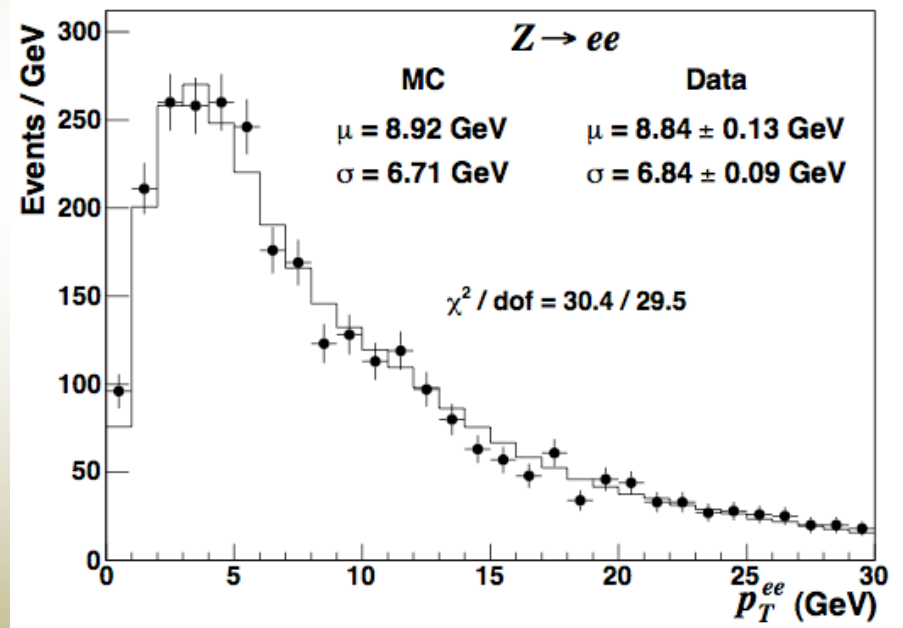 Z → ee
MC Data
μ = 8.92 GeV μ = 8.84 ± 0.13 GeV
σ = 6.71 GeV σ = 6.84 ± 0.09 GeV
χ² / dof = 30.4 / 29.5
Events / GeV
300
250
200
150
100
50
0
0 5 10 15 20 25 30
p_T^{ee} (GeV)